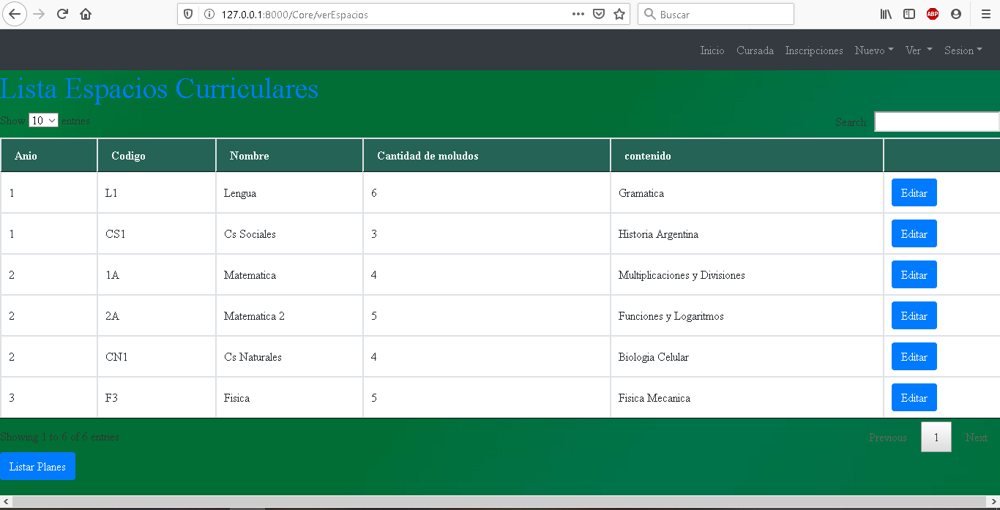 127.0.0.1:8000/Core/verEspacios
Buscar
ABP
Inicio Cursada Inscripciones Nuevo Ver Sesion
Lista Espacios Curriculares
Show 10 entries
Search:
Anio Codigo Nombre Cantidad de moludos contenido
1 L1 Lengua 6 Gramatica Editar
1 CS1 Cs Sociales 3 Historia Argentina Editar
2 1A Matematica 4 Multiplicaciones y Divisiones Editar
2 2A Matematica 2 5 Funciones y Logaritmos Editar
2 CN1 Cs Naturales 4 Biologia Celular Editar
3 F3 Fisica 5 Fisica Mecanica Editar
Showing 1 to 6 of 6 entries
Previous 1 Next
Listar Planes